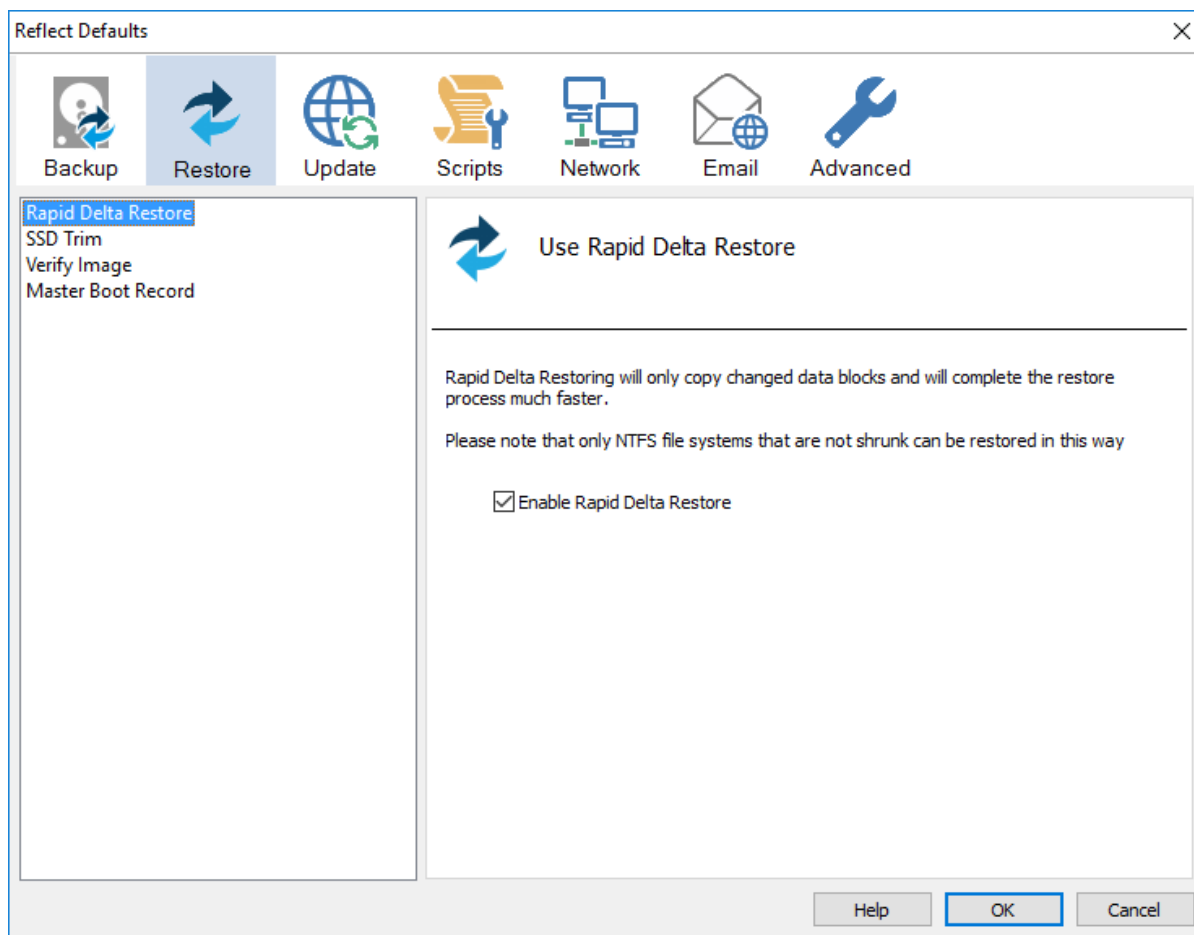 Reflect Defaults
Backup
Restore
Update
Scripts
Network
Email
Advanced
Rapid Delta Restore
SSD Trim
Verify Image
Master Boot Record
Use Rapid Delta Restore
Rapid Delta Restoring will only copy changed data blocks and will complete the restore
process much faster.
Please note that only NTFS file systems that are not shrunk can be restored in this way
Enable Rapid Delta Restore
Help
OK
Cancel